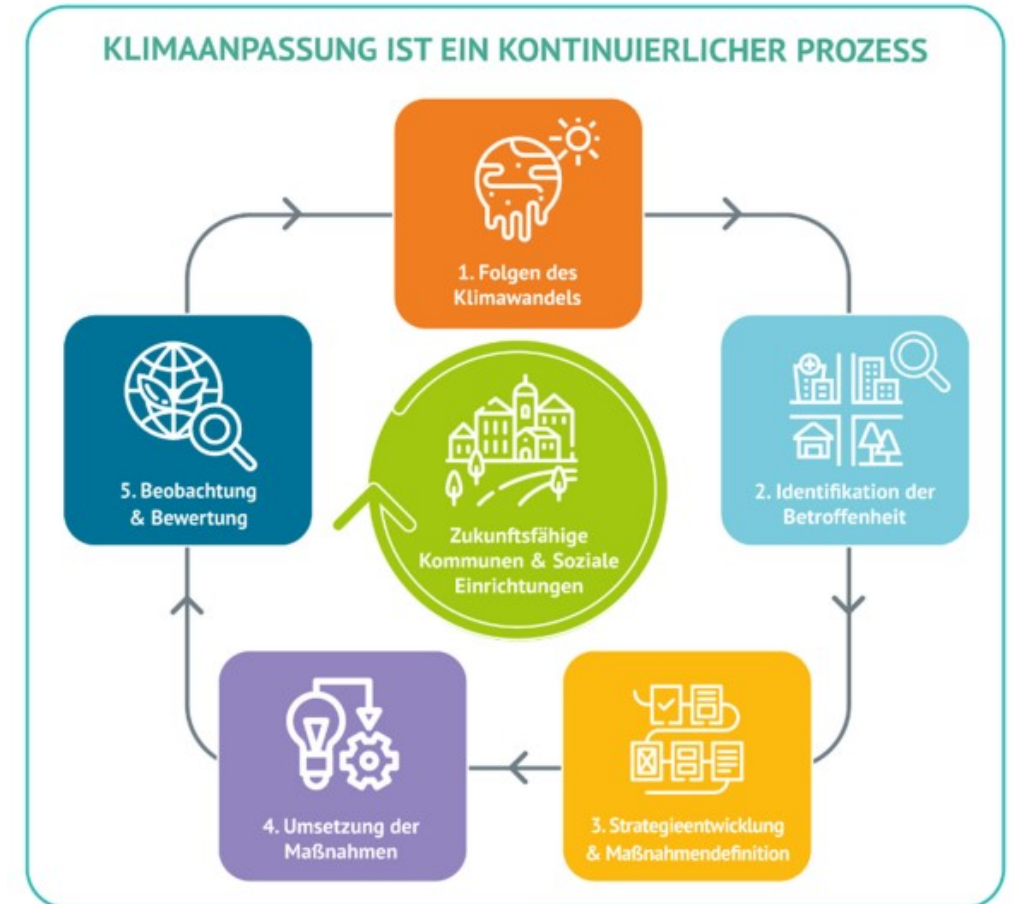 KLIMAANPASSUNG IST EIN KONTINUIERLICHER PROZESS
1. Folgen des
Klimawandels
2. Identifikation der
Betroffenheit
3. Strategieentwicklung
& Maßnahmendefinition
4. Umsetzung der
Maßnahmen
5. Beobachtung
& Bewertung
Zukunftsfähige
Kommunen & Soziale
Einrichtungen